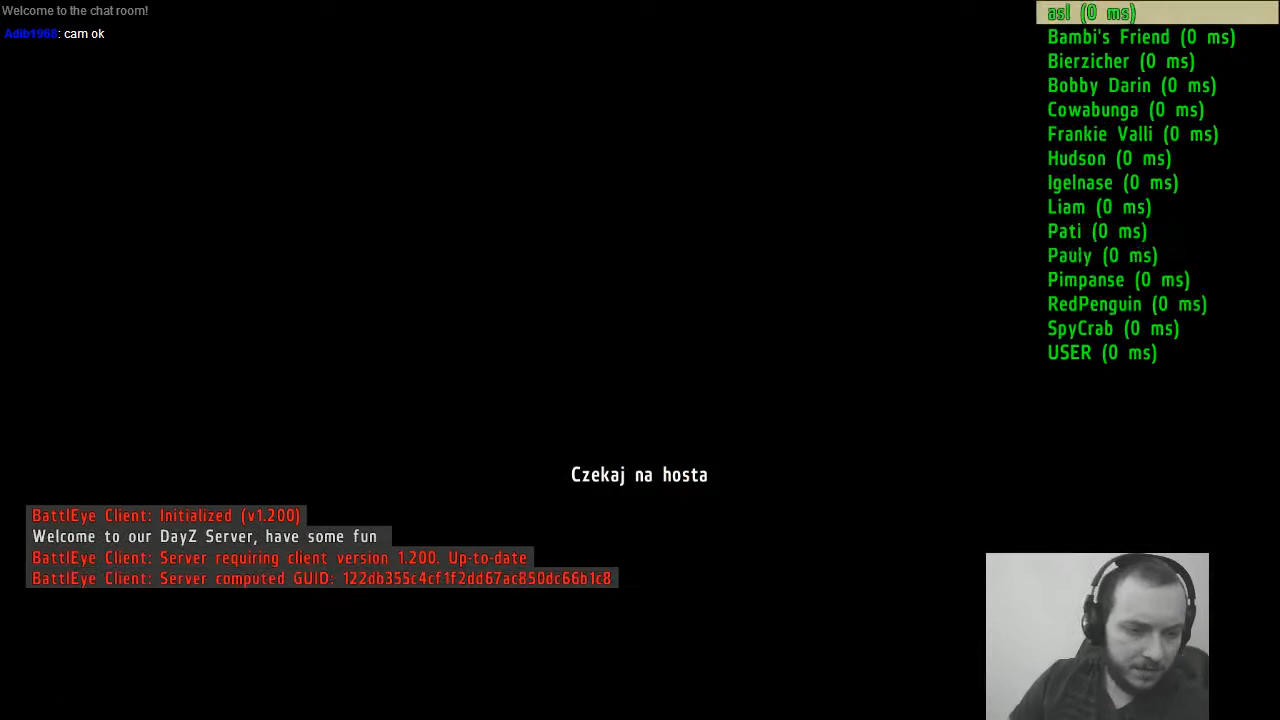 Welcome to the chat room!
Adib1968: cam ok
asl (0 ms)
Bambi's Friend (0 ms)
Bierzicher (0 ms)
Bobby Darin (0 ms)
Cowabunga (0 ms)
Frankie Valli (0 ms)
Hudson (0 ms)
Igelnase (0 ms)
Liam (0 ms)
Pati (0 ms)
Pauly (0 ms)
Pimpanse (0 ms)
RedPenguin (0 ms)
SpyCrab (0 ms)
USER (0 ms)
Czekaj na hosta
BattlEye Client: Initialized (v1.200)
Welcome to our DayZ Server, have some fun
BattlEye Client: Server requiring client version 1.200. Up-to-date
BattlEye Client: Server computed GUID: 122db355c4cf1f2dd67ac850dc66b1c8